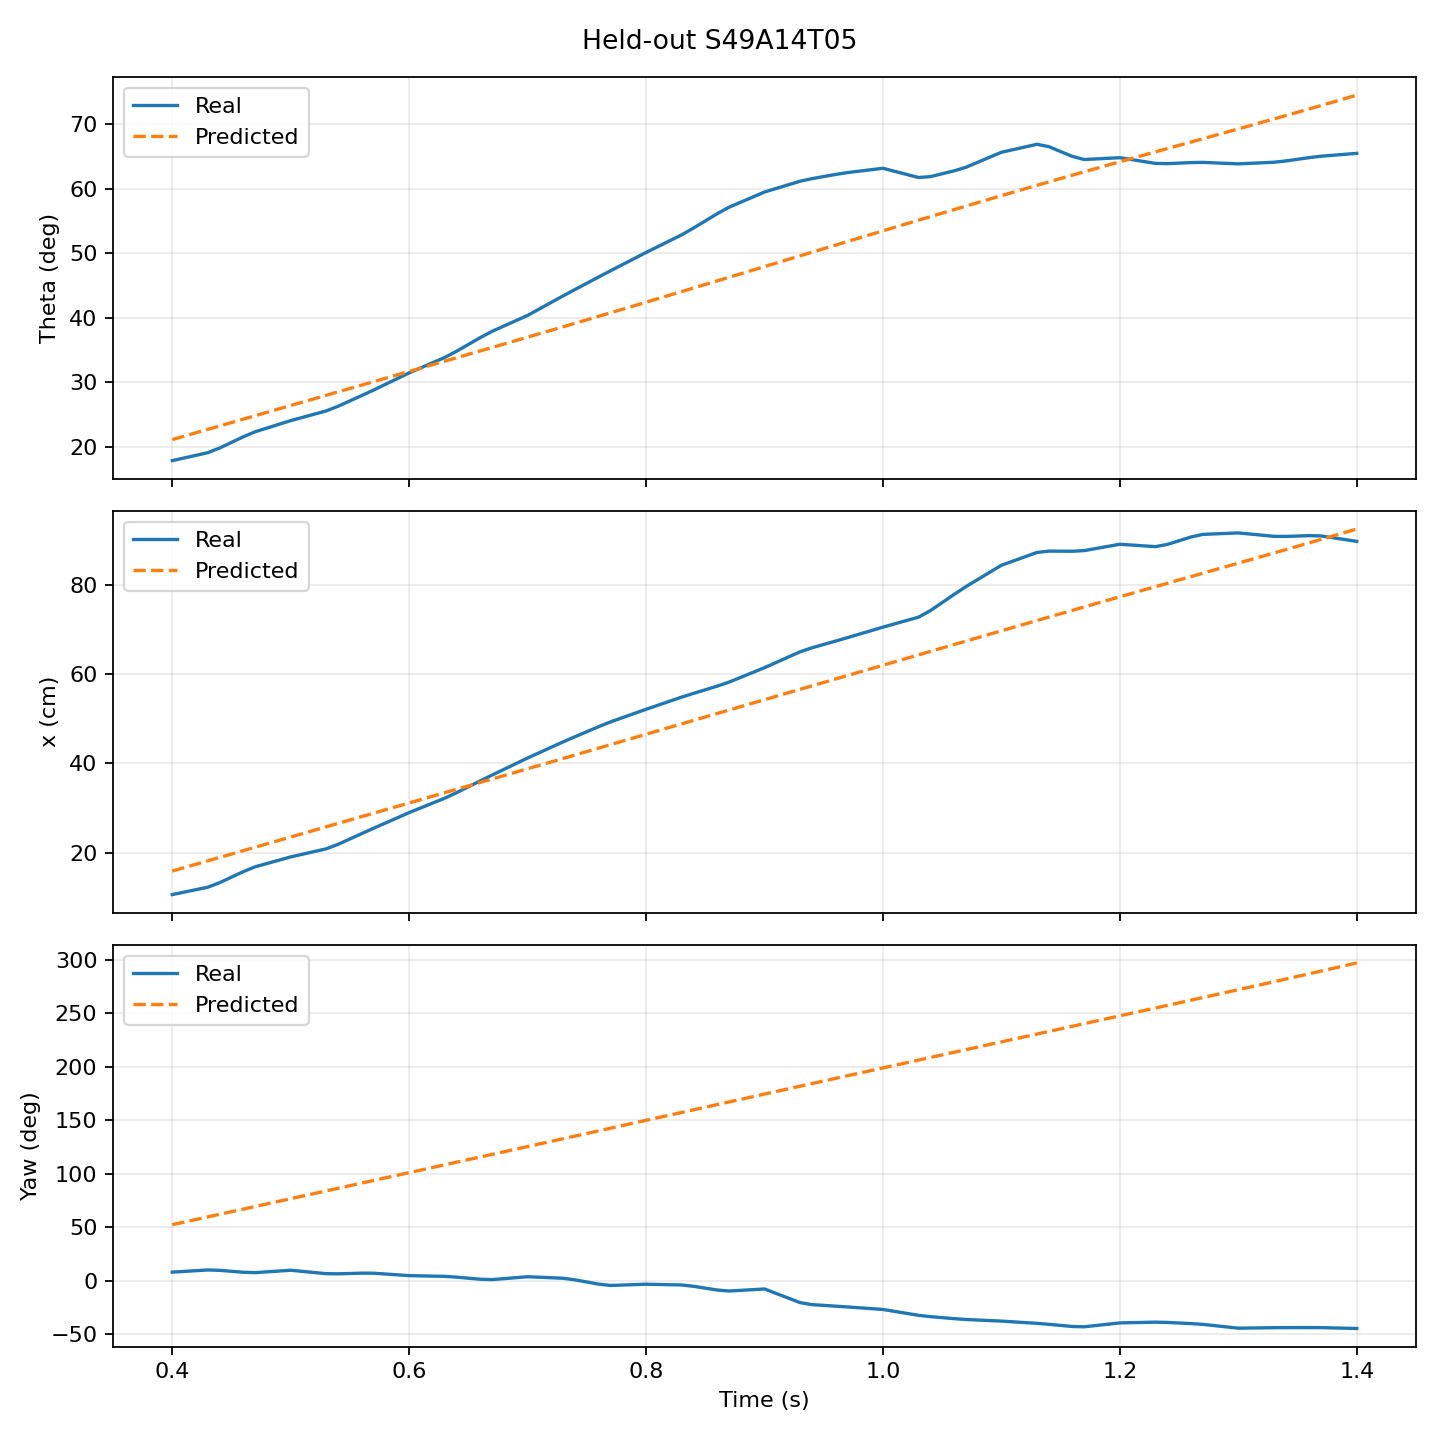 Held-out S49A14T05
Real
Predicted
70
60
50
40
30
20
Theta (deg)
Real
Predicted
80
60
40
20
x (cm)
Real
Predicted
300
250
200
150
100
50
0
−50
Yaw (deg)
0.4 0.6 0.8 1.0 1.2 1.4
Time (s)